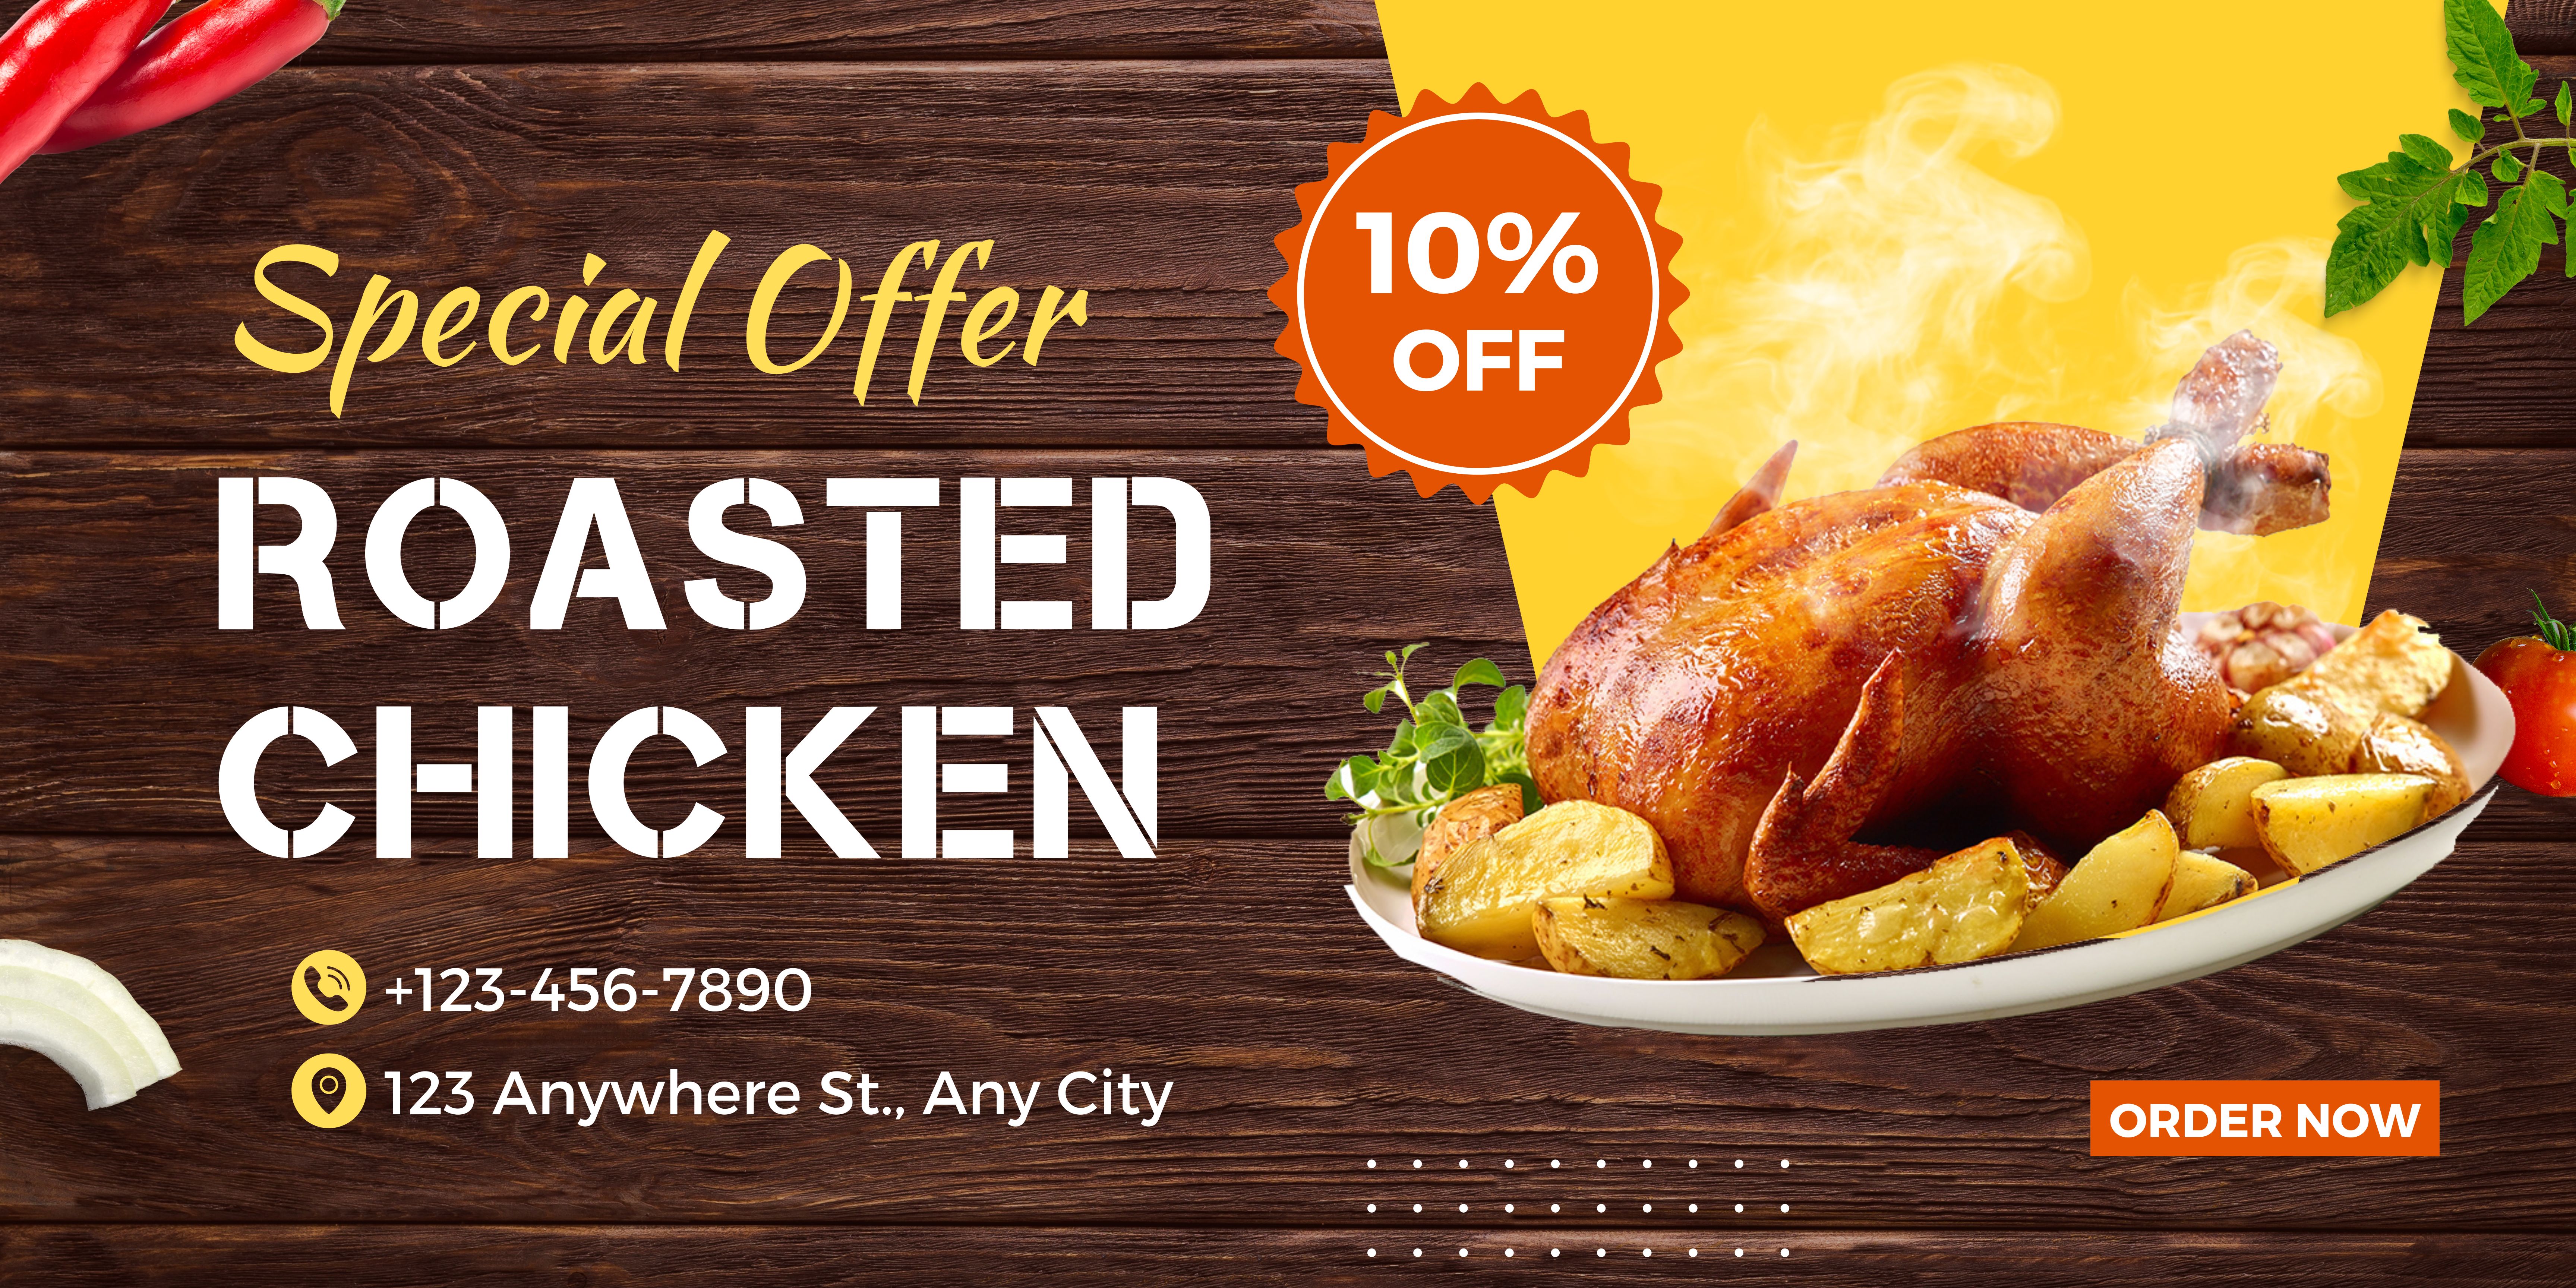 Special Offer
ROASTED
CHICKEN
+123-456-7890
123 Anywhere St., Any City
10%
OFF
ORDER NOW